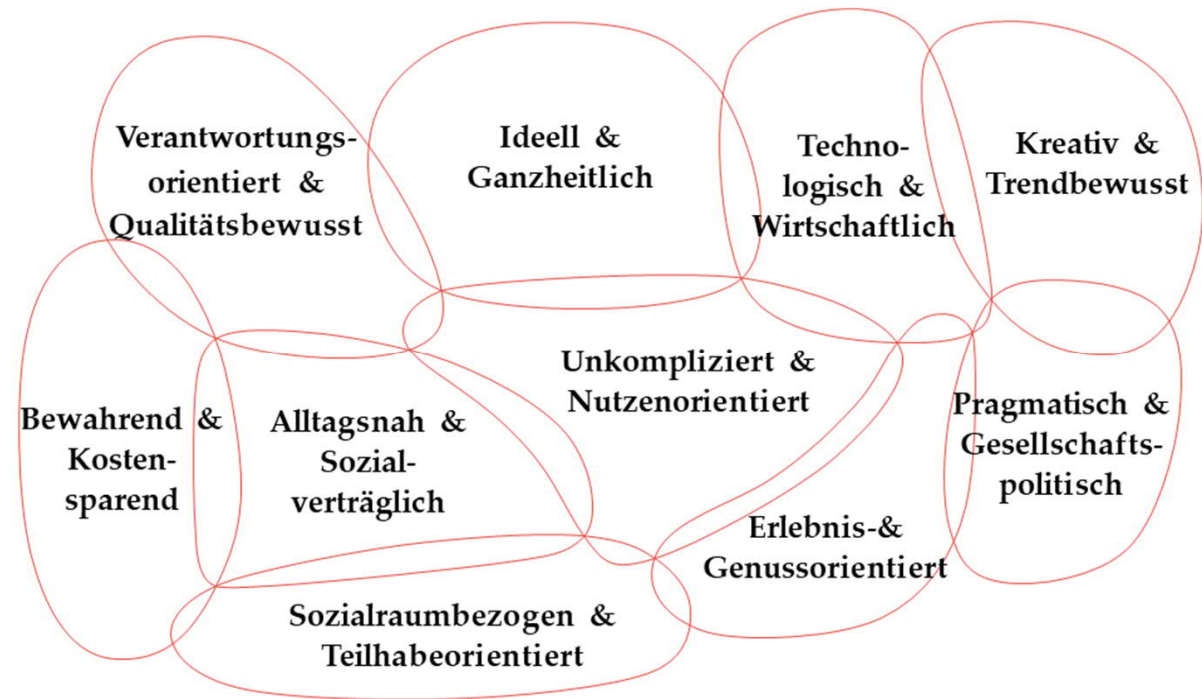 Verantwortungs-
orientiert &
Qualitätsbewusst
Ideell &
Ganzheitlich
Techno-
logisch &
Wirtschaftlich
Kreativ &
Trendbewusst
Bewahrend &
Kosten-
sparend
Alltagsnah &
Sozial-
verträglich
Unkompliziert &
Nutzenorientiert
Pragmatisch &
Gesellschafts-
politisch
Erlebnis-&
Genussorientiert
Sozialraumbezogen &
Teilhabeorientiert